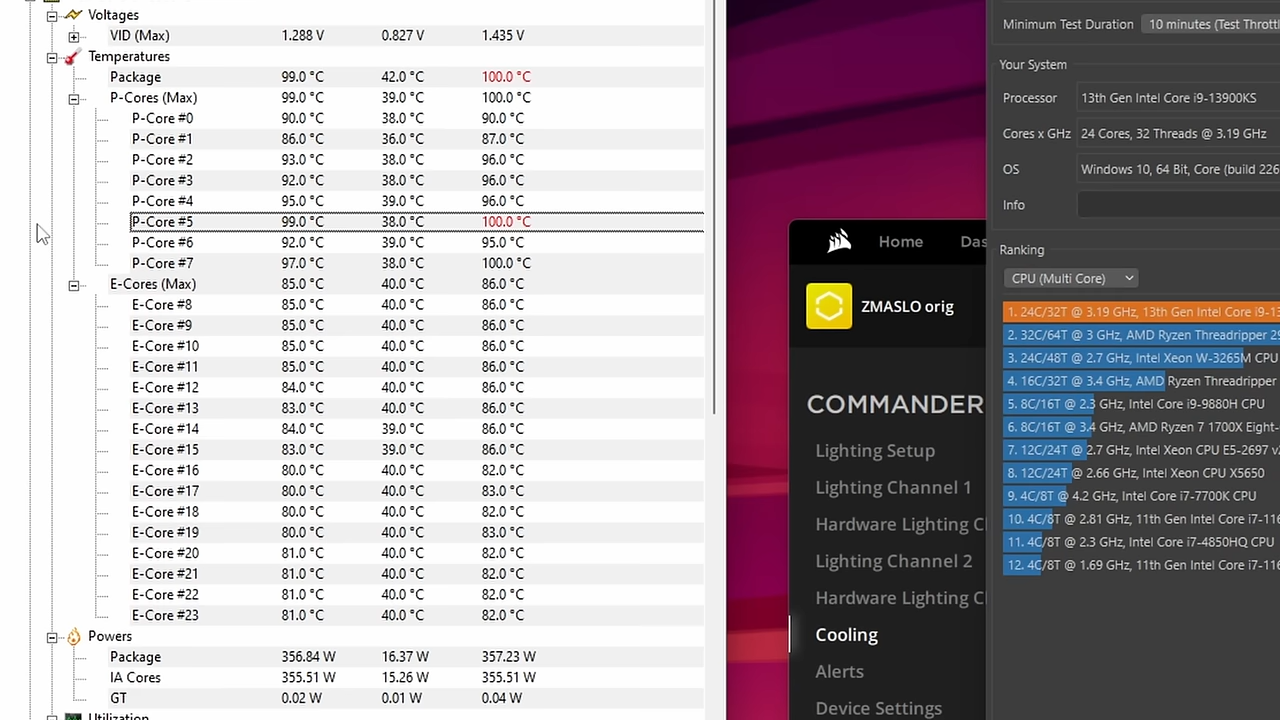 Voltages
VID (Max) 1.288 V 0.827 V 1.435 V
Temperatures
Package 99.0 °C 42.0 °C 100.0 °C
P-Cores (Max) 99.0 °C 39.0 °C 100.0 °C
P-Core #0 90.0 °C 38.0 °C 90.0 °C
P-Core #1 86.0 °C 36.0 °C 87.0 °C
P-Core #2 93.0 °C 38.0 °C 96.0 °C
P-Core #3 92.0 °C 38.0 °C 96.0 °C
P-Core #4 95.0 °C 39.0 °C 96.0 °C
P-Core #5 99.0 °C 38.0 °C 100.0 °C
P-Core #6 92.0 °C 39.0 °C 95.0 °C
P-Core #7 97.0 °C 38.0 °C 100.0 °C
E-Cores (Max) 85.0 °C 40.0 °C 86.0 °C
E-Core #8 85.0 °C 40.0 °C 86.0 °C
E-Core #9 85.0 °C 40.0 °C 86.0 °C
E-Core #10 85.0 °C 40.0 °C 86.0 °C
E-Core #11 85.0 °C 40.0 °C 86.0 °C
E-Core #12 84.0 °C 40.0 °C 86.0 °C
E-Core #13 83.0 °C 40.0 °C 86.0 °C
E-Core #14 84.0 °C 39.0 °C 86.0 °C
E-Core #15 83.0 °C 39.0 °C 86.0 °C
E-Core #16 80.0 °C 40.0 °C 82.0 °C
E-Core #17 80.0 °C 40.0 °C 83.0 °C
E-Core #18 80.0 °C 40.0 °C 82.0 °C
E-Core #19 80.0 °C 40.0 °C 83.0 °C
E-Core #20 81.0 °C 40.0 °C 82.0 °C
E-Core #21 81.0 °C 40.0 °C 82.0 °C
E-Core #22 81.0 °C 40.0 °C 82.0 °C
E-Core #23 81.0 °C 40.0 °C 82.0 °C
Powers
Package 356.84 W 16.37 W 357.23 W
IA Cores 355.51 W 15.26 W 355.51 W
GT 0.02 W 0.01 W 0.04 W
Utilization
Home Das
ZMASLO orig
COMMANDER
Lighting Setup
Lighting Channel 1
Hardware Lighting C
Lighting Channel 2
Hardware Lighting C
Cooling
Alerts
Device Settings
Minimum Test Duration 10 minutes (Test Thrott
Your System
Processor 13th Gen Intel Core i9-13900KS
Cores x GHz 24 Cores, 32 Threads @ 3.19 GHz
OS Windows 10, 64 Bit, Core (build 226
Info
Ranking
CPU (Multi Core)
1. 24C/32T @ 3.19 GHz, 13th Gen Intel Core i9-13
2. 32C/64T @ 3 GHz, AMD Ryzen Threadripper 29
3. 24C/48T @ 2.7 GHz, Intel Xeon W-3265M CPU
4. 16C/32T @ 3.4 GHz, AMD Ryzen Threadripper
5. 8C/16T @ 2.3 GHz, Intel Core i9-9880H CPU
6. 8C/16T @ 3.4 GHz, AMD Ryzen 7 1700X Eight-
7. 12C/24T @ 2.7 GHz, Intel Xeon CPU E5-2697 v
8. 12C/24T @ 2.66 GHz, Intel Xeon CPU X5650
9. 4C/8T @ 4.2 GHz, Intel Core i7-7700K CPU
10. 4C/8T @ 2.81 GHz, 11th Gen Intel Core i7-116
11. 4C/8T @ 2.3 GHz, Intel Core i7-4850HQ CPU
12. 4C/8T @ 1.69 GHz, 11th Gen Intel Core i7-116